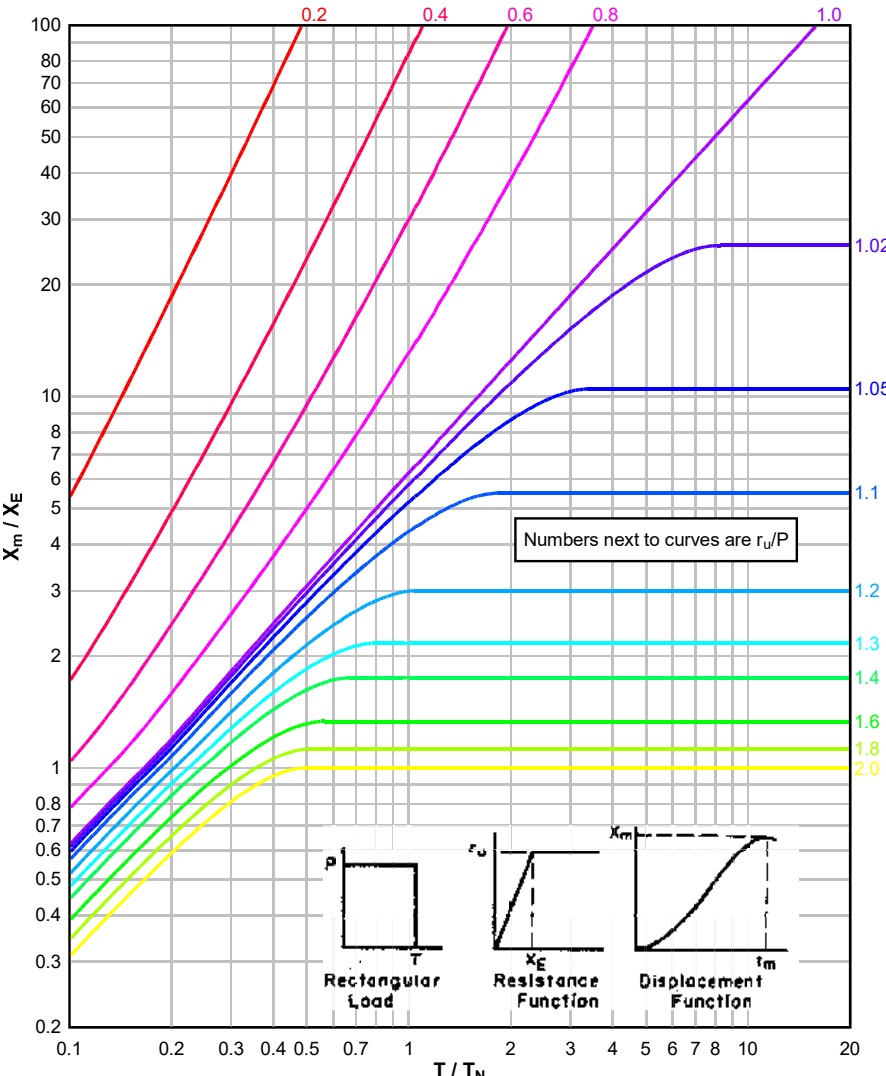 0.2 0.4 0.6 0.8 1.0
100
80
70
60
50
40
30
20
10
8
7
6
5
4
3
2
1
0.8
0.7
0.6
0.5
0.4
0.3
0.2
Xm / XE
1.02
1.05
1.1
1.2
1.3
1.4
1.6
1.8
2.0
Numbers next to curves are ru/P
P
T
Rectangular
Load
ru
XE
Resistance
Function
Xm
tm
Displacement
Function
0.1 0.2 0.3 0.4 0.5 0.7 1 2 3 4 5 6 7 8 10 20
T / TN